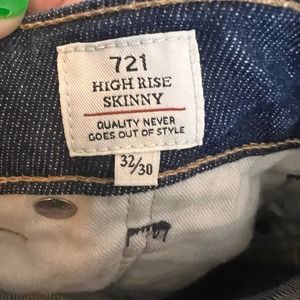 721
HIGH RISE
SKINNY
QUALITY NEVER
GOES OUT OF STYLE
32/30